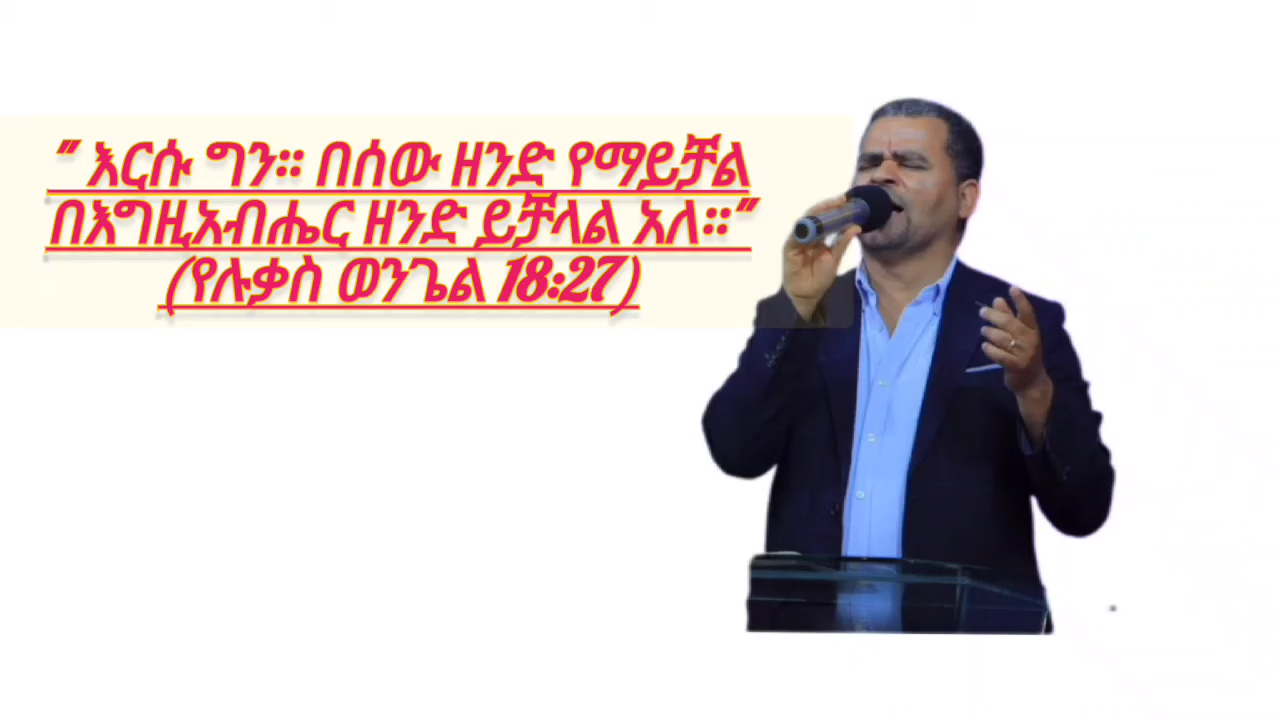 " እርሱ ግን። በሰው ዘንድ የማይቻል
በእግዚአብሔር ዘንድ ይቻላል አለ።"
(የሉቃስ ወንጌል 18:27)